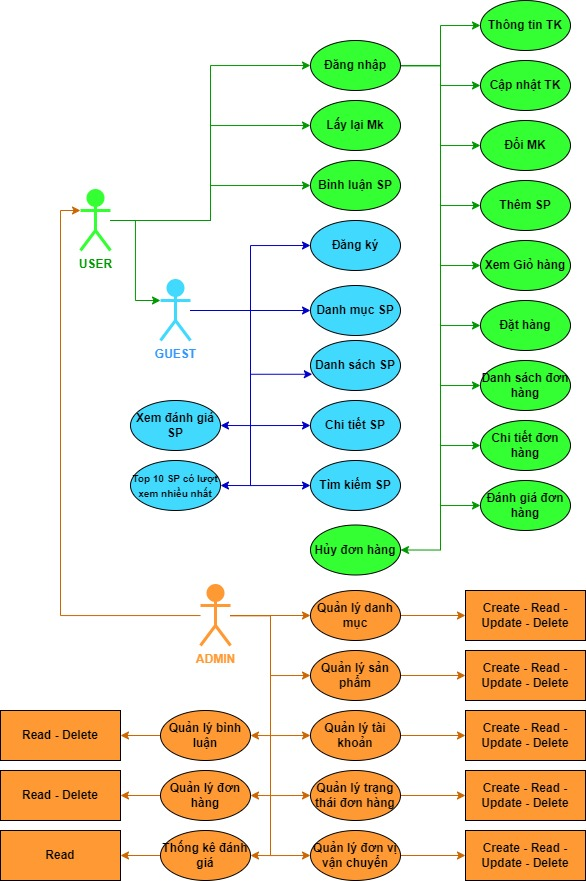 Thông tin TK
Đăng nhập
Cập nhật TK
Lấy lại Mk
Đổi MK
Bình luận SP
Thêm SP
USER
Đăng ký
Xem Giỏ hàng
GUEST
Danh mục SP
Đặt hàng
Danh sách SP
Danh sách đơn
hàng
Xem đánh giá
SP
Chi tiết SP
Chi tiết đơn
hàng
Top 10 SP có lượt
xem nhiều nhất
Tìm kiếm SP
Đánh giá đơn
hàng
Hủy đơn hàng
ADMIN
Quản lý danh
mục
Create - Read -
Update - Delete
Quản lý sản
phẩm
Create - Read -
Update - Delete
Read - Delete
Quản lý bình
luận
Quản lý tài
khoản
Create - Read -
Update - Delete
Read - Delete
Quản lý đơn
hàng
Quản lý trạng
thái đơn hàng
Create - Read -
Update - Delete
Read
Thống kê đánh
giá
Quản lý đơn vị
vận chuyển
Create - Read -
Update - Delete